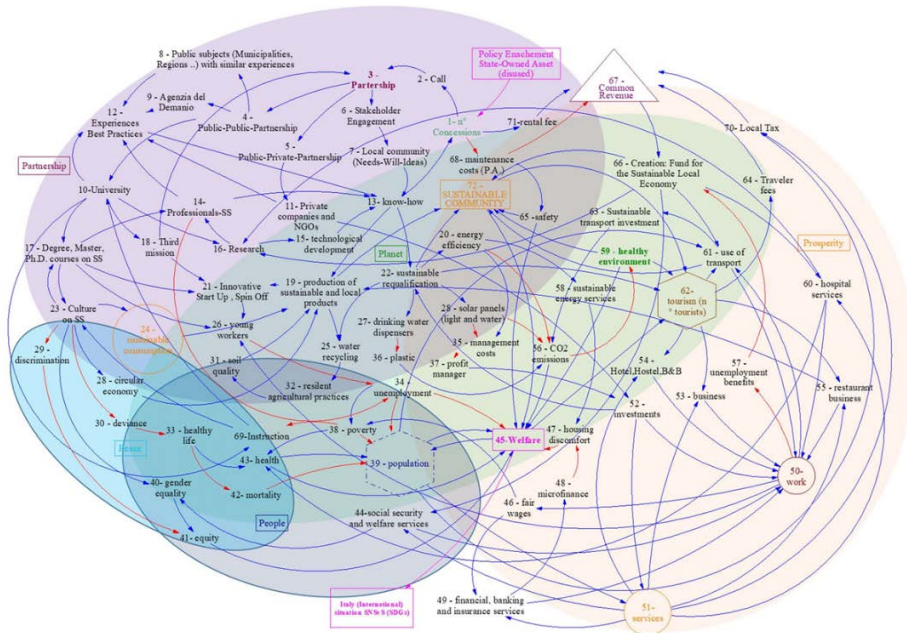 8 - Public subjects (Municipalities,
Regions ..) with similar experiences
Policy Enachement
State-Owned Asset
(disused)
3 -
Partership
2 - Call
67 -
Common
Revenue
9 - Agenzia del
Demanio
12 -
Experiences
Best Practices
4 -
Public-Public-Partnership
6 - Stakeholder
Engagement
1- n°
Concessions
71-rental fee
70- Local Tax
5 -
Public-Private-Partnership
7 - Local community
(Needs-Will-Ideas)
68 - maintenance
costs (P.A.)
66 - Creation: Fund for
the Sustainable Local
Economy
64 - Traveler
fees
Partnership
10-University
72 -
SUSTAINABLE
COMMUNITY
14-
Professionals-SS
11 - Private
companies and
NGOs
13- know-how
65 -safety
63 - Sustainable
transport investment
17 - Degree, Master,
Ph.D. courses on SS
18 - Third
mission
16- Research
15- technological
development
Planet
20 - energy
efficiency
59 - healthy
environment
61 - use of
transport
Prosperity
21 - Innovative
Start Up , Spin Off
19 - production of
sustainable and local
products
22- sustainable
requalification
58 - sustainable
energy services
62-
tourism (n
° tourists)
60 - hospital
services
23 - Culture
on SS
24 -
sustainable
consumption
26 - young
workers
27 - drinking water
dispensers
28 - solar panels
(light and water)
29 -
discrimination
25 - water
recycling
35 - management
costs
56 - CO2
emissions
31 - soil
quality
36 - plastic
37 - profit
manager
54 -
Hotel,Hostel,B&B
57 -
unemployment
benefits
28 - circular
economy
32 - resilent
agricultural practices
34 -
unemployment
52 -
investments
53 - business
55 - restaurant
business
30 - deviance
33 - healthy
life
69-Instruction
38 - poverty
45-Welfare
47 - housing
discomfort
43- health
39 - population
50-
work
40- gender
equality
42 - mortality
48 -
microfinance
46 - fair
wages
41- equity
People
44-social security
and welfare services
Italy (International)
situation SNSvS (SDGs)
49 - financial, banking
and insurance services
51-
services